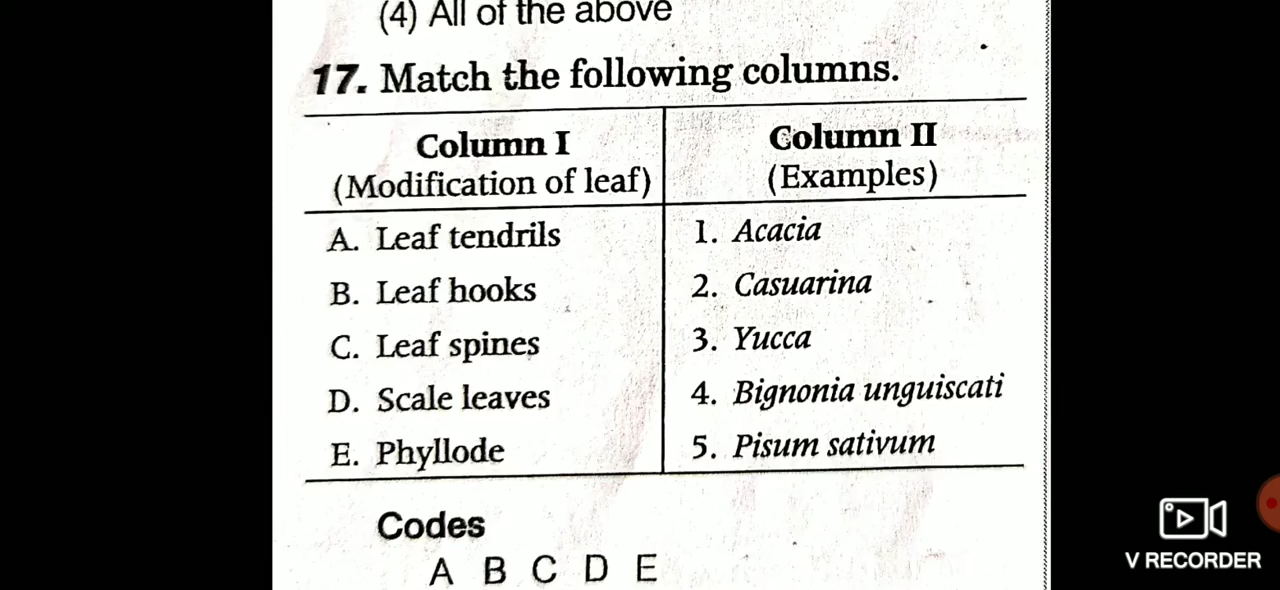 (4) All of the above
17. Match the following columns.
Column I
Column II
(Modification of leaf)
(Examples)
A. Leaf tendrils
1. Acacia
B. Leaf hooks
2. Casuarina
C. Leaf spines
3. Yucca
D. Scale leaves
4. Bignonia unguiscati
E. Phyllode
5. Pisum sativum
Codes
A B C D E
V RECORDER